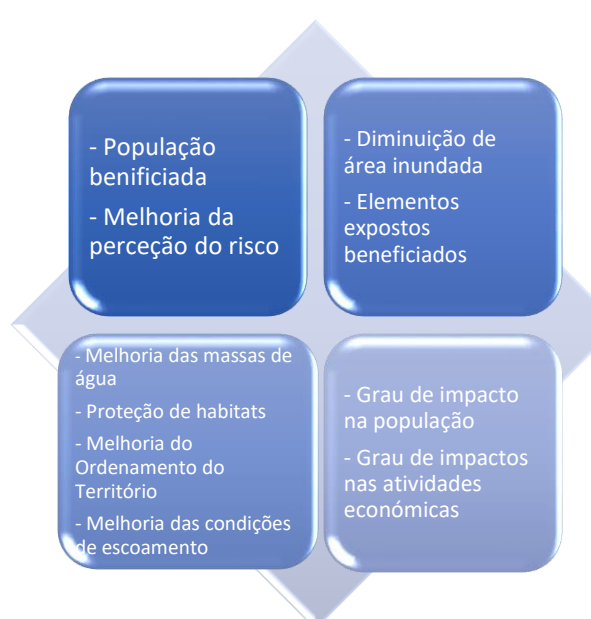 - População
benificiada
- Melhoria da
perceção do risco
- Diminuição de
área inundada
- Elementos
expostos
beneficiados
- Melhoria das massas de
água
- Proteção de habitats
- Melhoria do
Ordenamento do
Território
- Melhoria das condições
de escoamento
- Grau de impacto
na população
- Grau de impactos
nas atividades
económicas